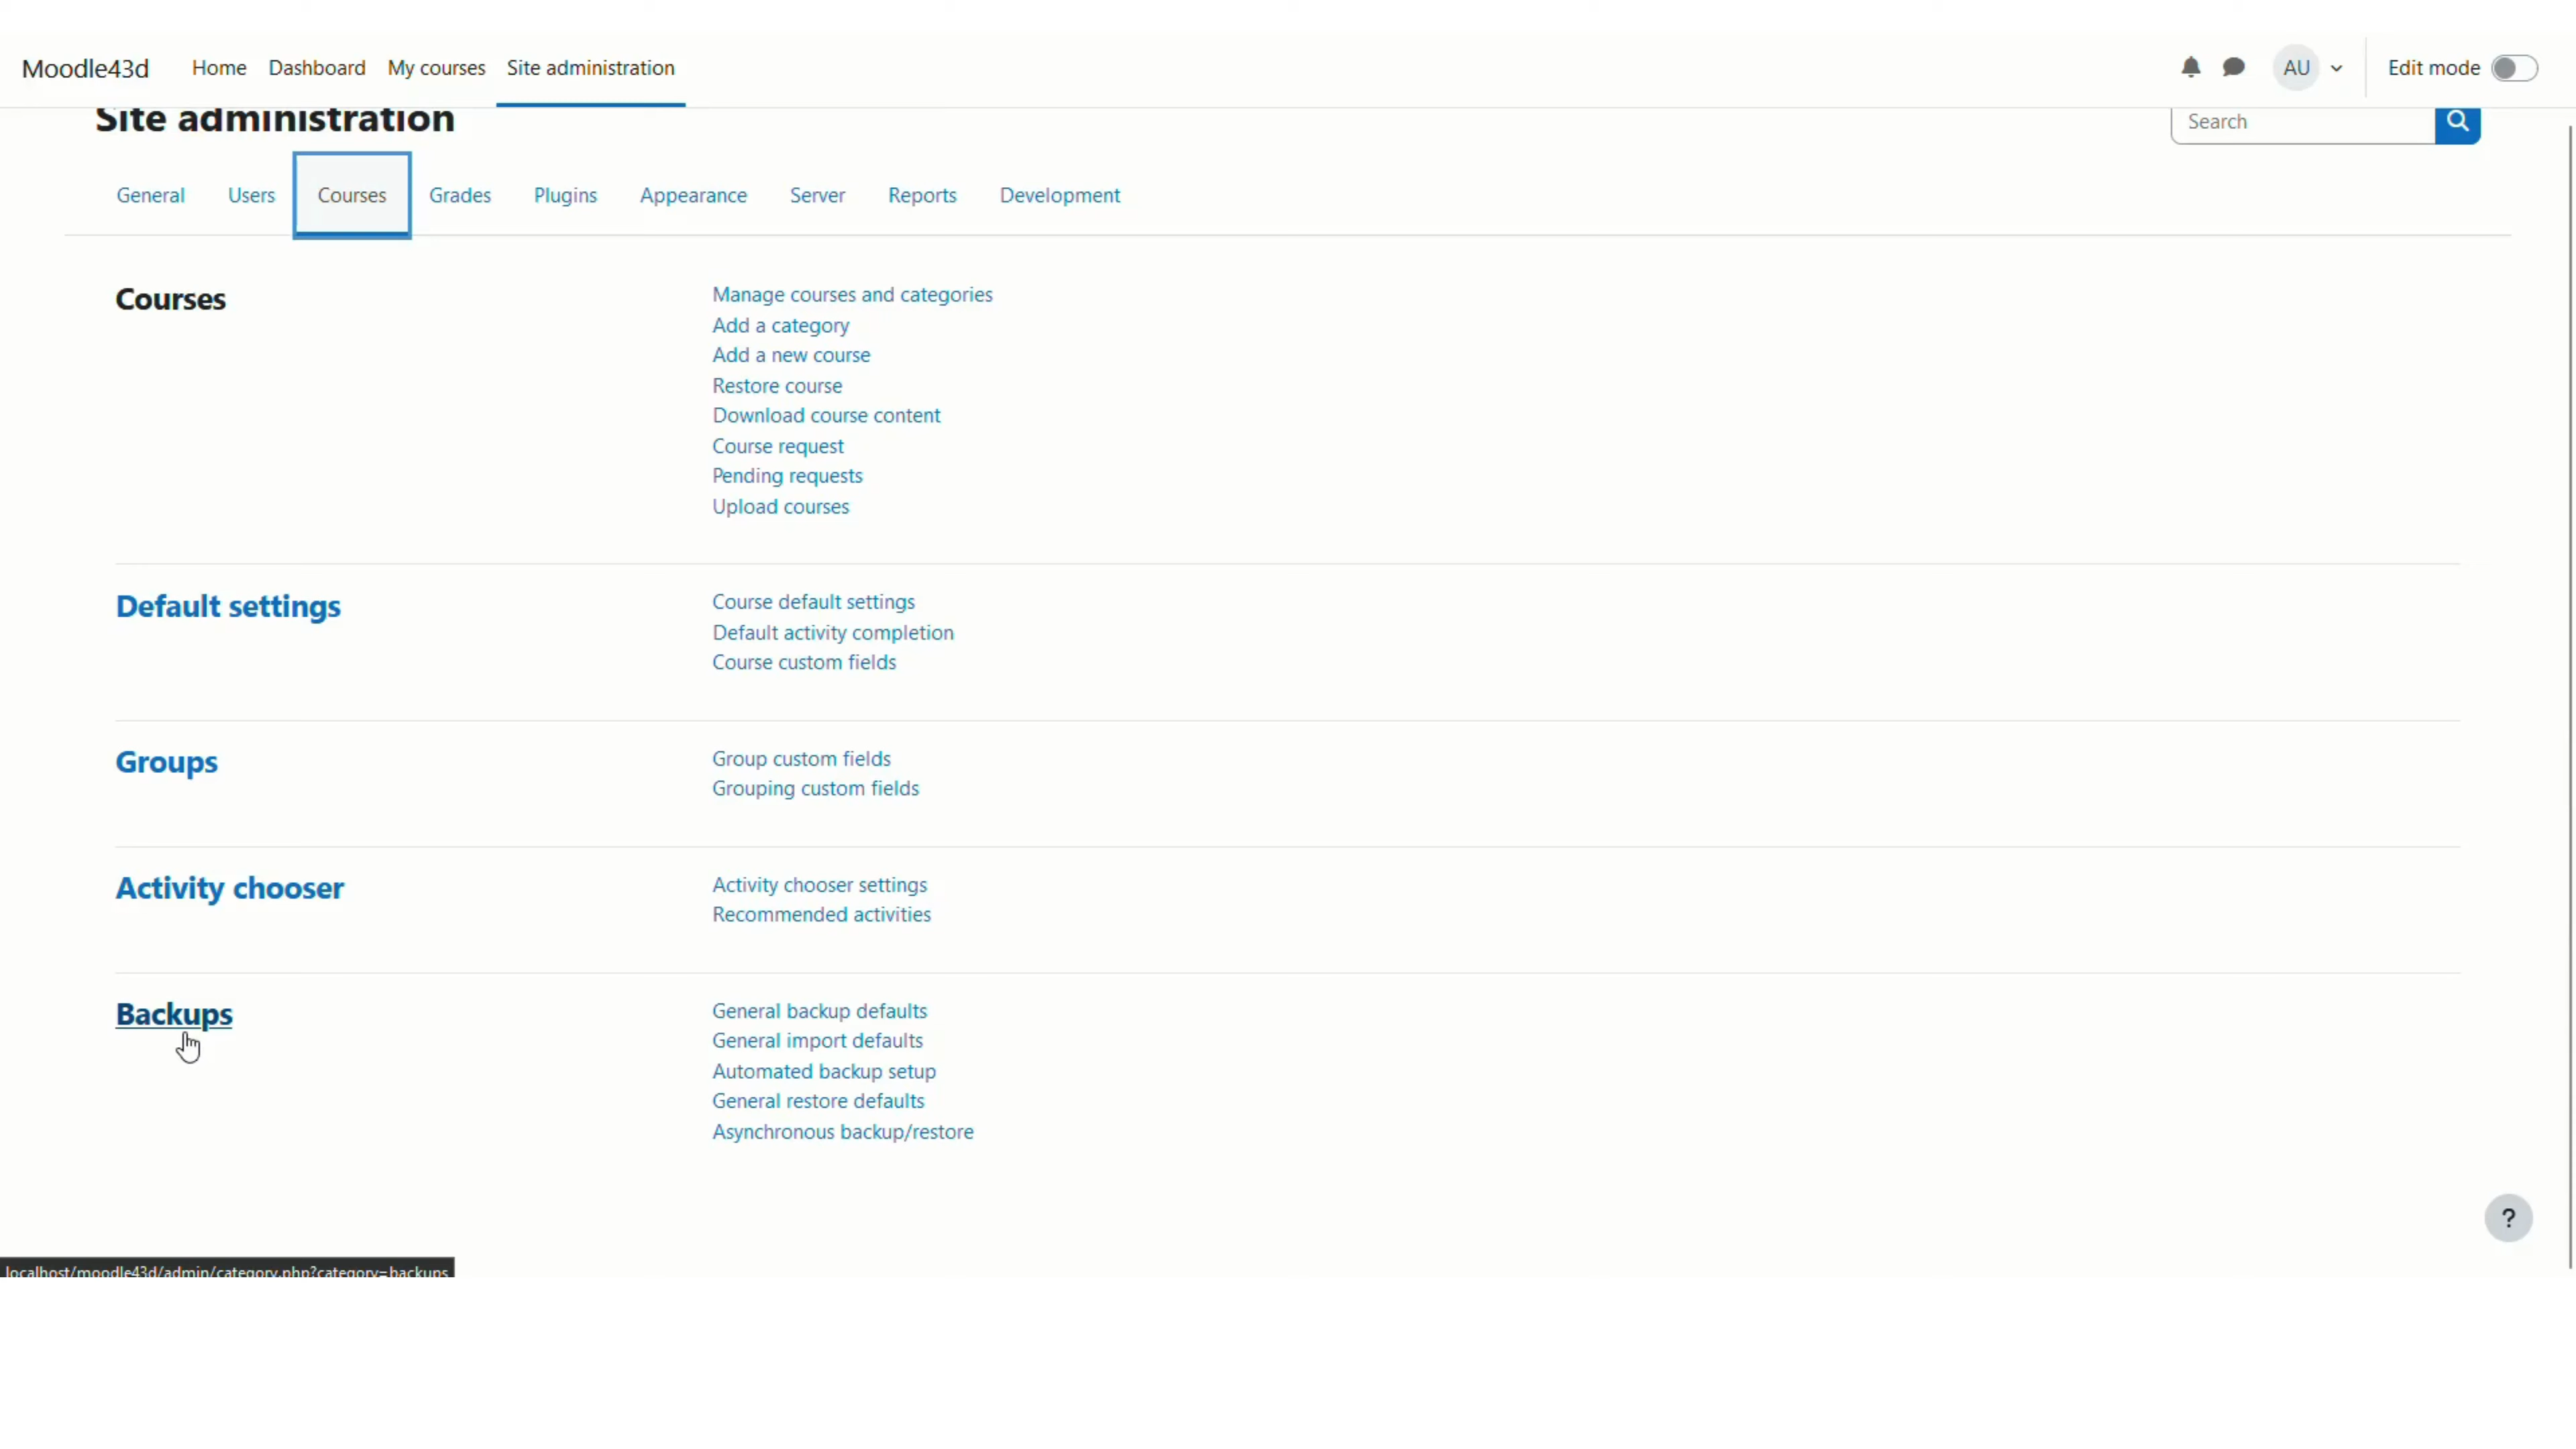 Moodle43d Home Dashboard My courses Site administration AU Edit mode
Site administration Search
General Users Courses Grades Plugins Appearance Server Reports Development
Courses
Manage courses and categories
Add a category
Add a new course
Restore course
Download course content
Course request
Pending requests
Upload courses
Default settings
Course default settings
Default activity completion
Course custom fields
Groups
Group custom fields
Grouping custom fields
Activity chooser
Activity chooser settings
Recommended activities
Backups
General backup defaults
General import defaults
Automated backup setup
General restore defaults
Asynchronous backup/restore
?
localhost/moodle43d/admin/category.php?category=backups